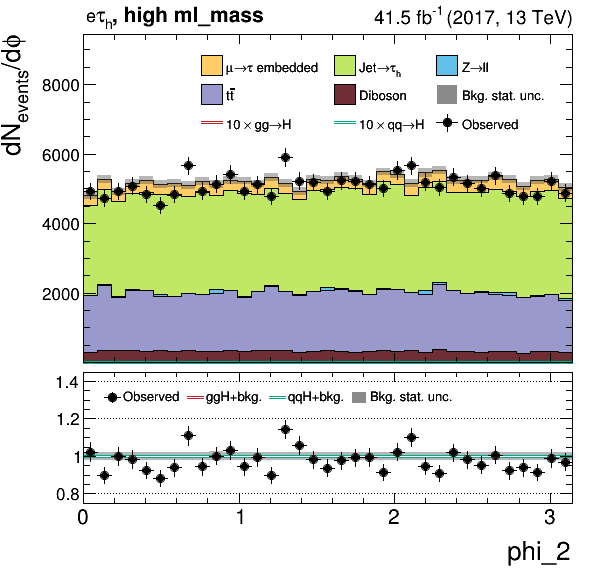 eτh, high ml_mass 41.5 fb⁻¹ (2017, 13 TeV)
dNevents/dϕ
8000
6000
4000
2000
μ→τ embedded Jet→τh Z→ll
tt̄ Diboson Bkg. stat. unc.
10 × gg→H 10 × qq→H Observed
1.4
1.2
1
0.8
Observed ggH+bkg. qqH+bkg. Bkg. stat. unc.
0 1 2 3
phi_2